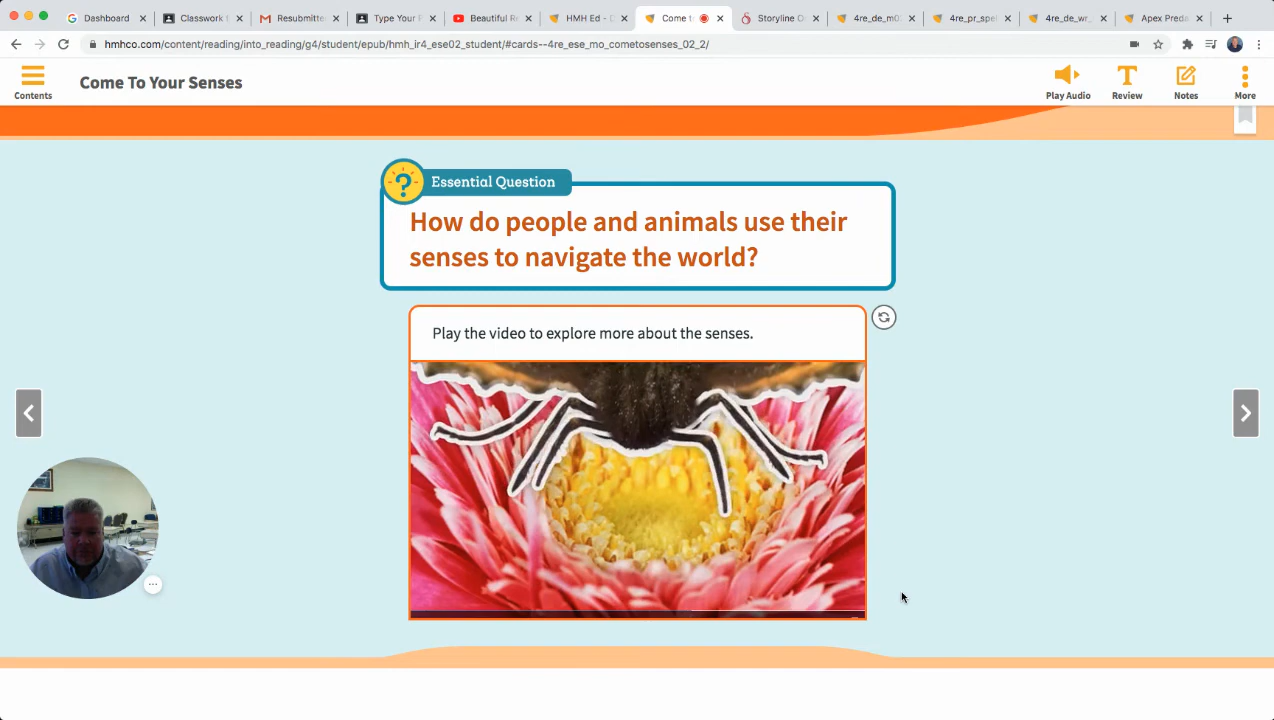 Dashboard
Classwork f
Resubmitte
Type Your F
Beautiful R
HMH Ed - D
Come t
Storyline O
4re_de_m0
4re_pr_spe
4re_de_wr_
Apex Preda
hmhco.com/content/reading/into_reading/g4/student/epub/hmh_ir4_ese02_student/#cards--4re_ese_mo_cometosenses_02_2/
Contents
Come To Your Senses
Play Audio
Review
Notes
More
Essential Question
How do people and animals use their
senses to navigate the world?
Play the video to explore more about the senses.